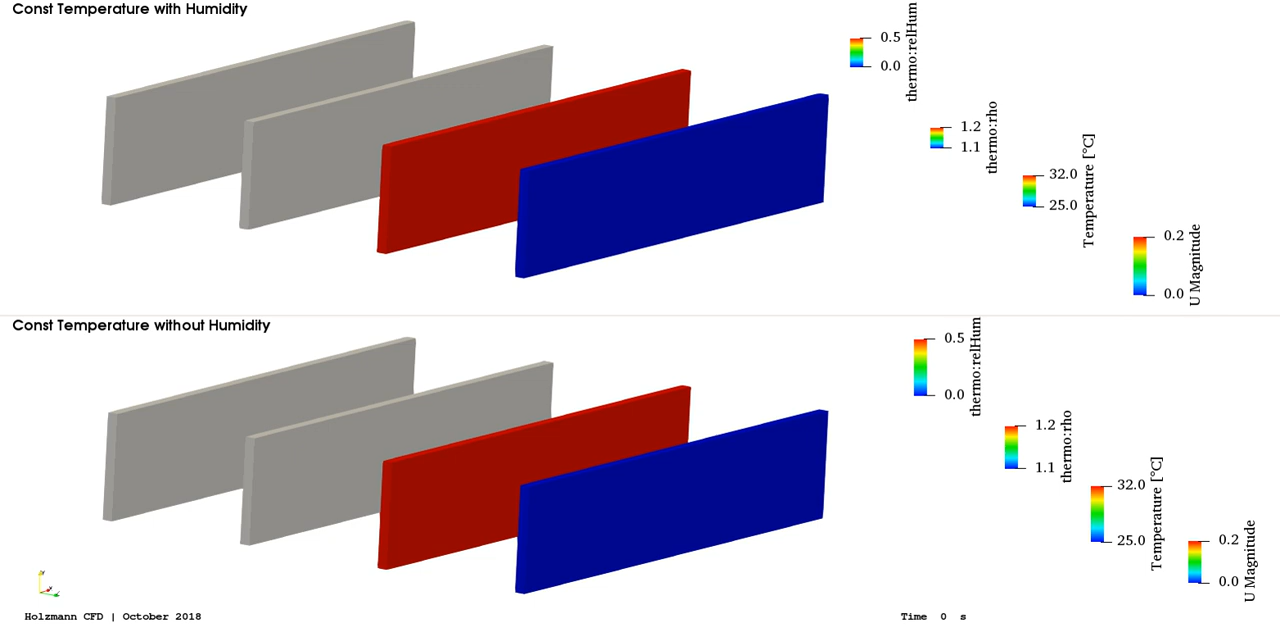 Const Temperature with Humidity
0.5
0.0
thermo:relHum
1.2
1.1
thermo:rho
32.0
25.0
Temperature [°C]
0.2
0.0
U Magnitude
Const Temperature without Humidity
0.5
0.0
thermo:relHum
1.2
1.1
thermo:rho
32.0
25.0
Temperature [°C]
0.2
0.0
U Magnitude
Holzmann CFD | October 2018
Time 0 s